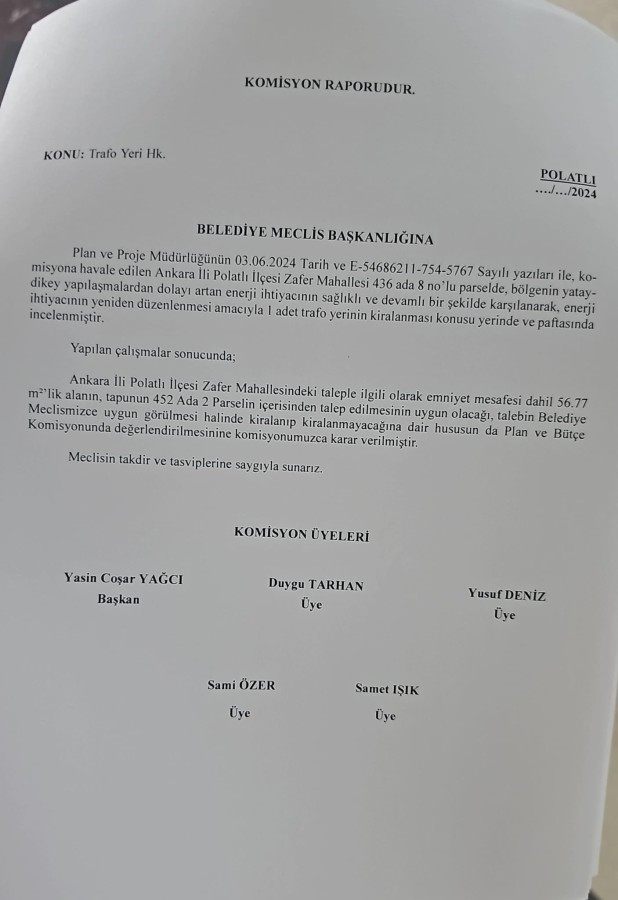 KOMİSYON RAPORUDUR.
KONU: Trafo Yeri Hk.
POLATLI
..../.../2024
BELEDİYE MECLİS BAŞKANLIĞINA
Plan ve Proje Müdürlüğünün 03.06.2024 Tarih ve E-54686211-754-5767 Sayılı yazıları ile, ko-
misyona havale edilen Ankara İli Polatlı İlçesi Zafer Mahallesi 436 ada 8 no'lu parselde, bölgenin yatay-
dikey yapılaşmalardan dolayı artan enerji ihtiyacının sağlıklı ve devamlı bir şekilde karşılanarak, enerji
ihtiyacının yeniden düzenlenmesi amacıyla 1 adet trafo yerinin kiralanması konusu yerinde ve paftasında
incelenmiştir.
Yapılan çalışmalar sonucunda;
Ankara İli Polatlı İlçesi Zafer Mahallesindeki taleple ilgili olarak emniyet mesafesi dahil 56.77
m²'lik alanın, tapunun 452 Ada 2 Parselin içerisinden talep edilmesinin uygun olacağı, talebin Belediye
Meclismizce uygun görülmesi halinde kiralanıp kiralanmayacağına dair hususun da Plan ve Bütçe
Komisyonunda değerlendirilmesinine komisyonumuzca karar verilmiştir.
Meclisin takdir ve tasviplerine saygıyla sunarız.
KOMİSYON ÜYELERİ
Yasin Coşar YAĞCI
Başkan
Duygu TARHAN
Üye
Yusuf DENİZ
Üye
Sami ÖZER
Üye
Samet IŞIK
Üye